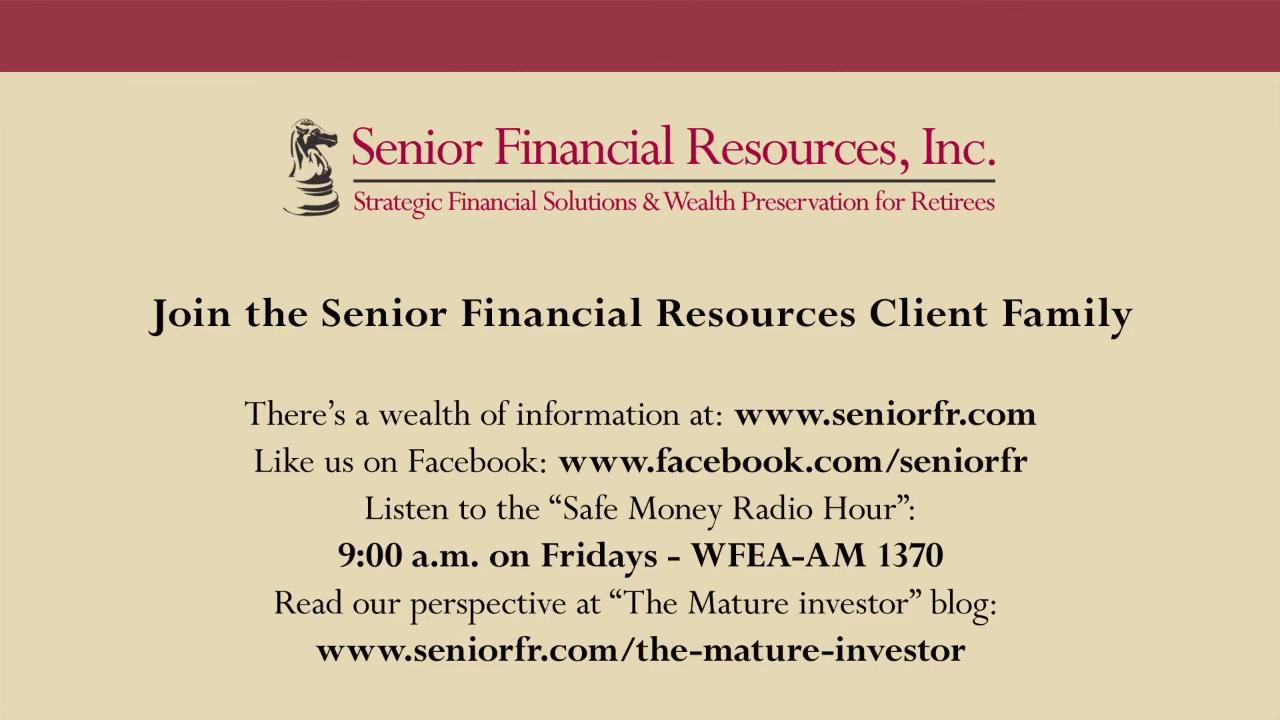 Senior Financial Resources, Inc.
Strategic Financial Solutions & Wealth Preservation for Retirees
Join the Senior Financial Resources Client Family
There’s a wealth of information at: www.seniorfr.com
Like us on Facebook: www.facebook.com/seniorfr
Listen to the “Safe Money Radio Hour”:
9:00 a.m. on Fridays - WFEA-AM 1370
Read our perspective at “The Mature investor” blog:
www.seniorfr.com/the-mature-investor